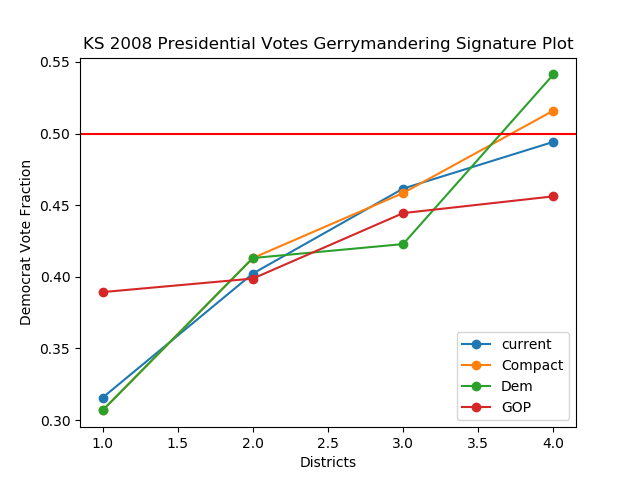 KS 2008 Presidential Votes Gerrymandering Signature Plot
0.55
0.50
0.45
0.40
0.35
0.30
Democrat Vote Fraction
current
Compact
Dem
GOP
1.0 1.5 2.0 2.5 3.0 3.5 4.0
Districts